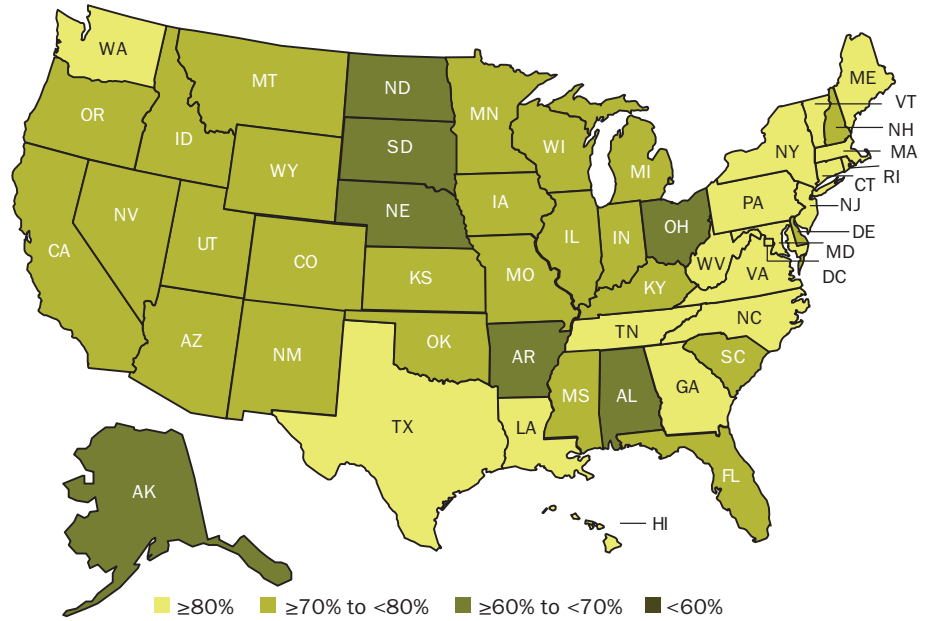 WA
ME
MT
ND
VT
OR
MN
NH
ID
SD
WI
NY
MA
WY
MI
RI
CT
IA
PA
NJ
NE
NV
OH
DE
UT
IL
IN
CA
CO
WV
MD
VA
DC
KS
MO
KY
NC
TN
AZ
OK
NM
AR
SC
MS
AL
GA
TX
LA
FL
AK
HI
≥80% ≥70% to <80% ≥60% to <70% <60%